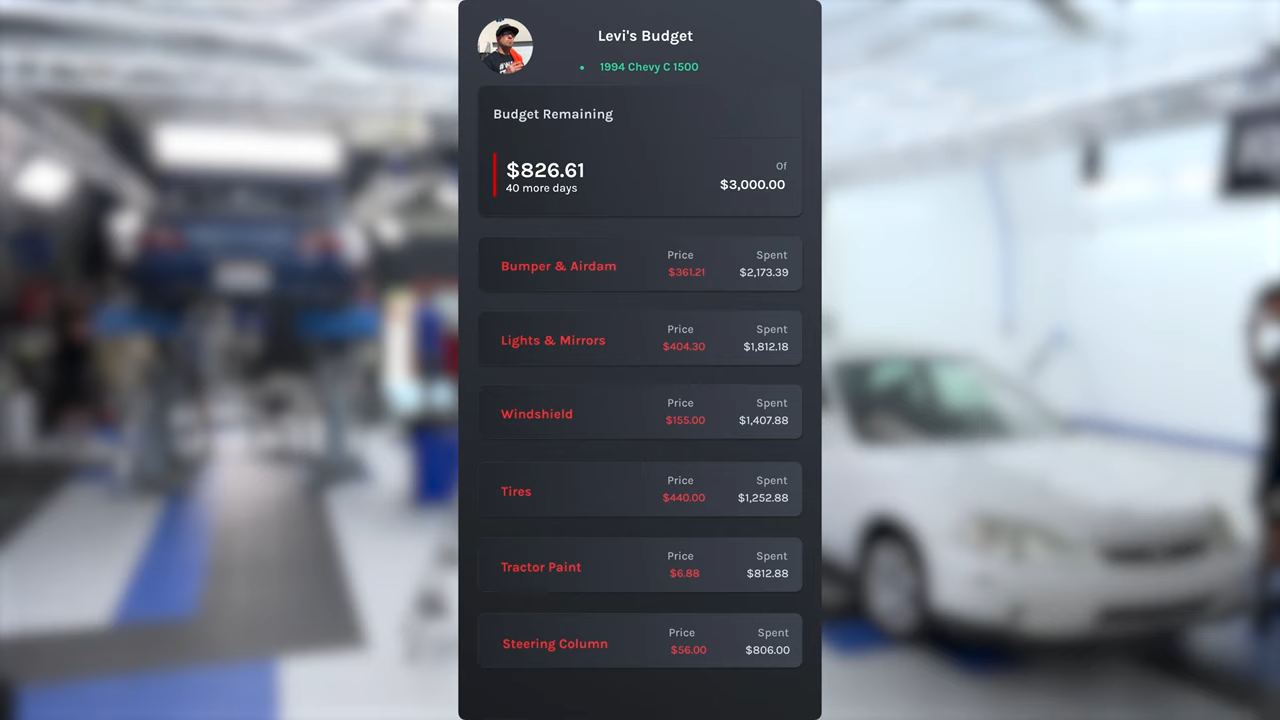 Levi's Budget
1994 Chevy C 1500
Budget Remaining
$826.61
40 more days
Of
$3,000.00
Bumper & Airdam
Price
$361.21
Spent
$2,173.39
Lights & Mirrors
Price
$404.30
Spent
$1,812.18
Windshield
Price
$155.00
Spent
$1,407.88
Tires
Price
$440.00
Spent
$1,252.88
Tractor Paint
Price
$6.88
Spent
$812.88
Steering Column
Price
$56.00
Spent
$806.00